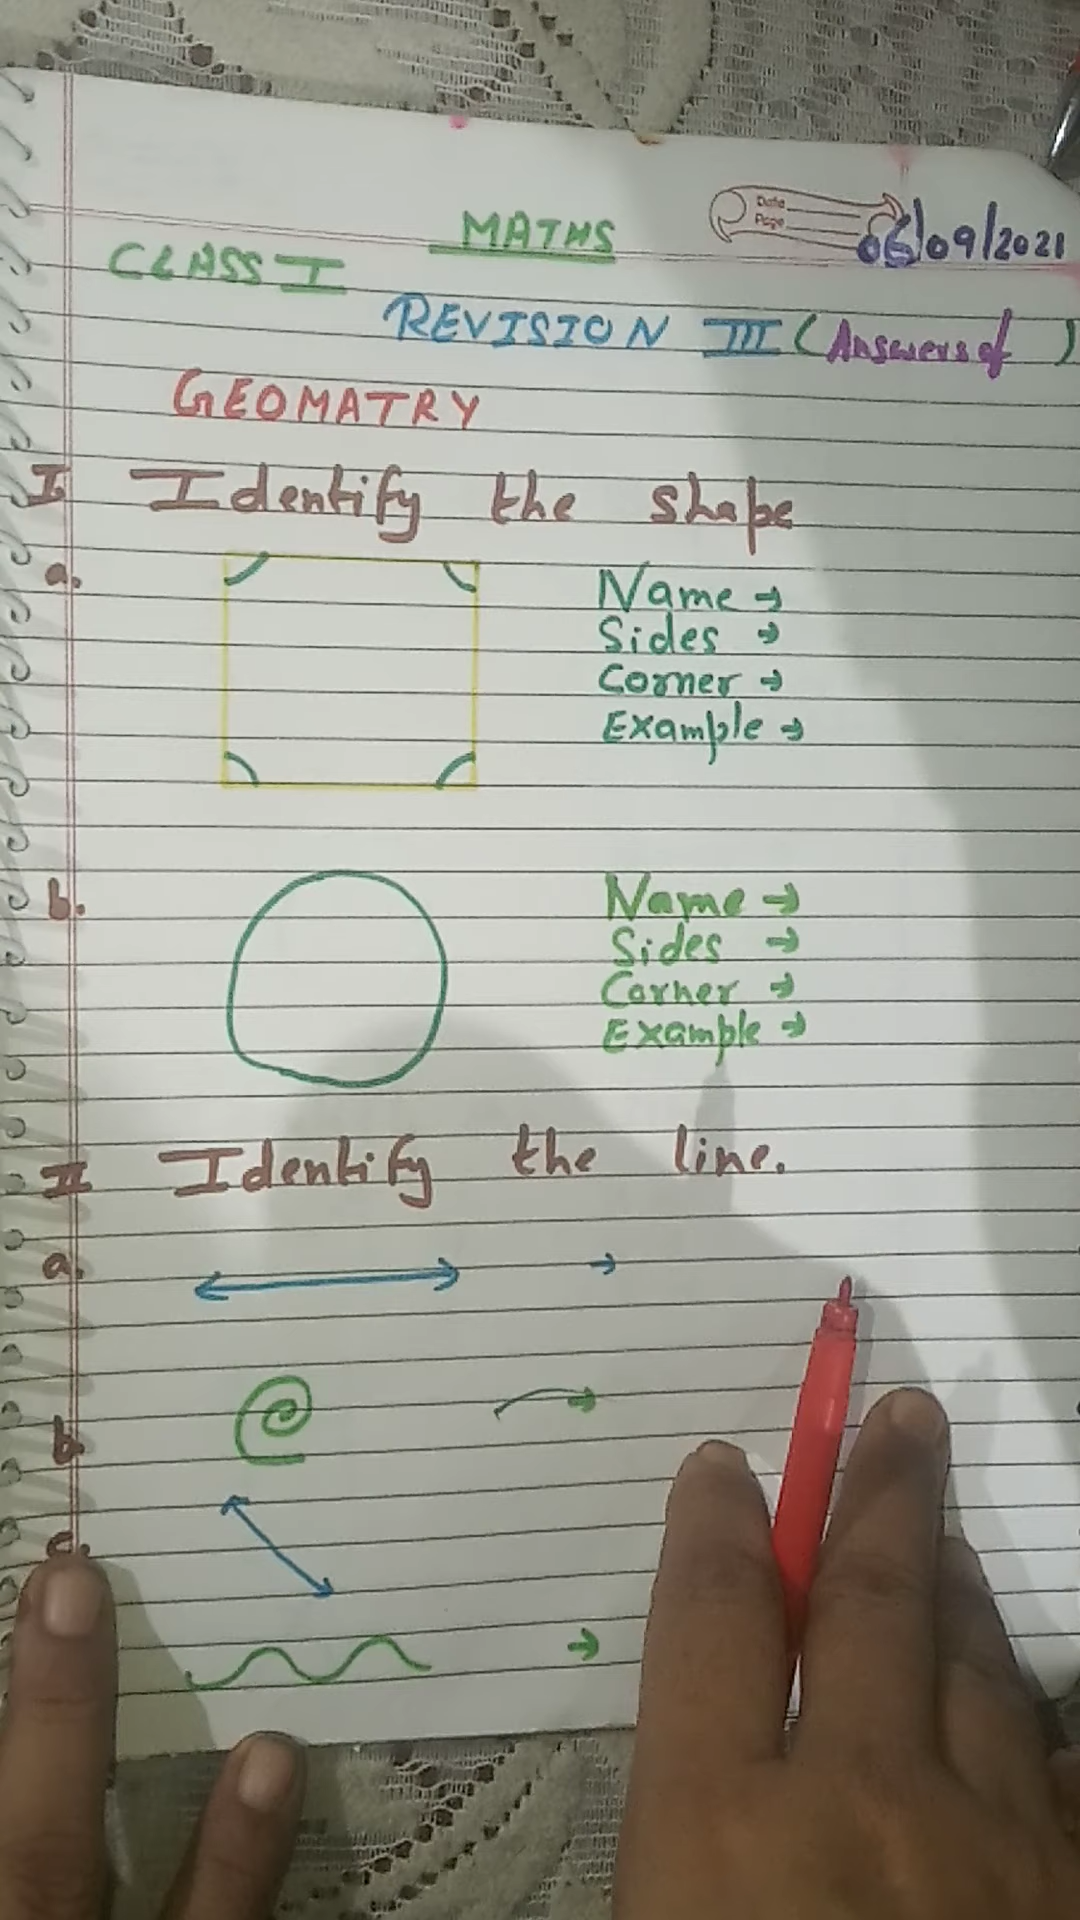 Date
Page
06/09/2021
MATHS
CLASS I
REVISION III (Answers of )
GEOMATRY
I Identify the shape
a.
Name →
Sides →
Corner →
Example →
b.
Name →
Sides →
Corner →
Example →
II Identify the line.
a. →
b. →
c.
→